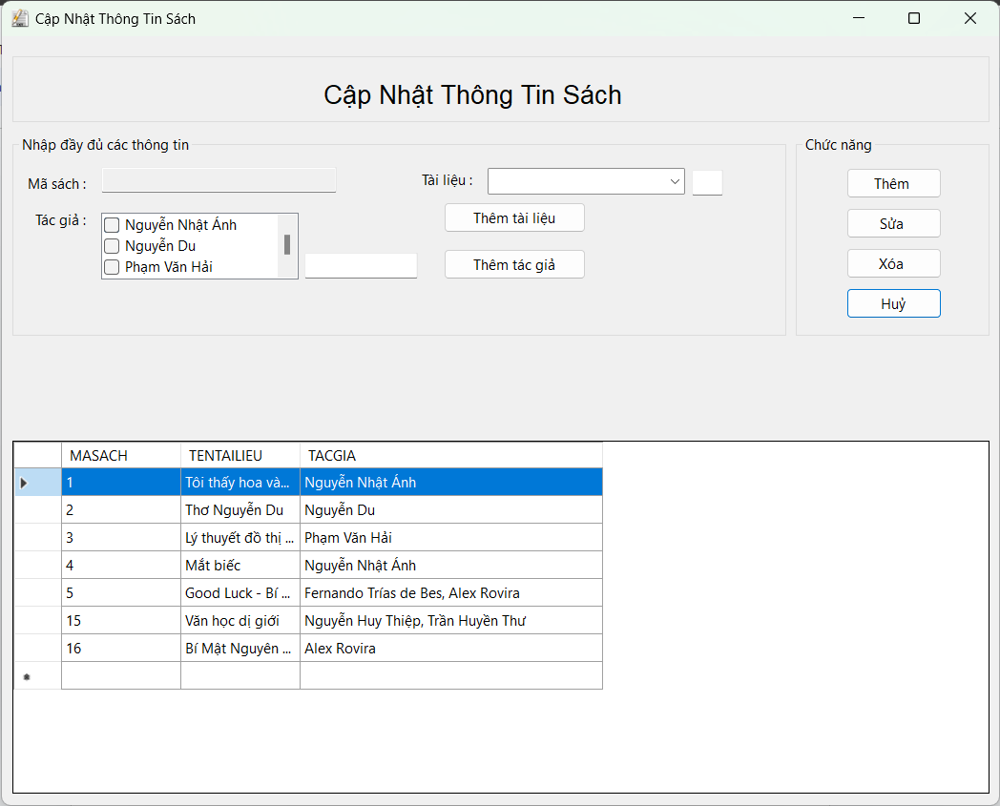 Cập Nhật Thông Tin Sách
Cập Nhật Thông Tin Sách
Nhập đầy đủ các thông tin
Chức năng
Mã sách :
Tài liệu :
Thêm
Tác giả :
Nguyễn Nhật Ánh
Nguyễn Du
Phạm Văn Hải
Thêm tài liệu
Thêm tác giả
Sửa
Xóa
Huỷ
MASACH TENTAILIEU TACGIA
1 Tôi thấy hoa và... Nguyễn Nhật Ánh
2 Thơ Nguyễn Du Nguyễn Du
3 Lý thuyết đồ thị ... Phạm Văn Hải
4 Mắt biếc Nguyễn Nhật Ánh
5 Good Luck - Bí ... Fernando Trías de Bes, Alex Rovira
15 Văn học dị giới Nguyễn Huy Thiệp, Trần Huyền Thư
16 Bí Mật Nguyên ... Alex Rovira